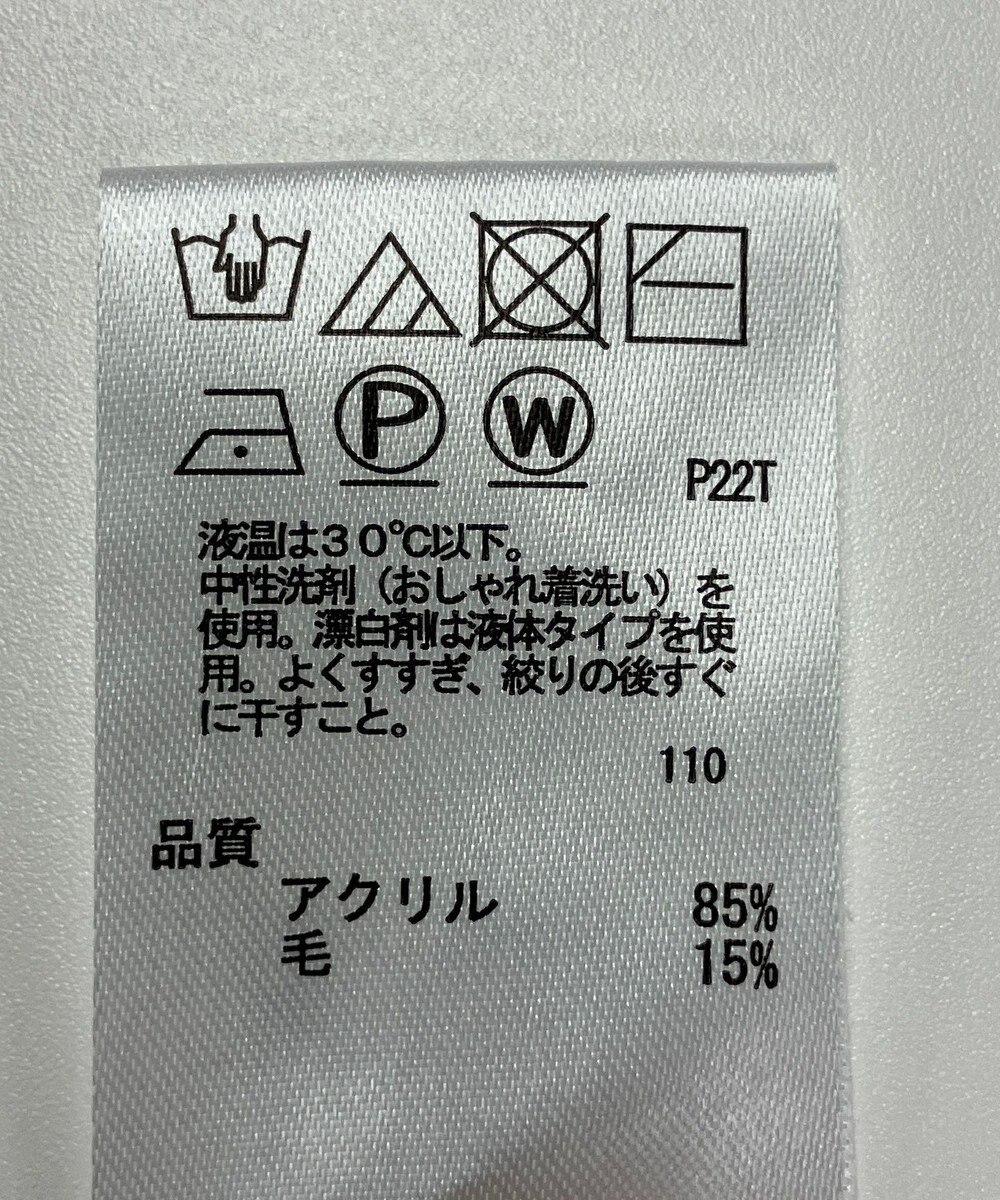 P
W
P22T
液温は30℃以下。
中性洗剤（おしゃれ着洗い）を
使用。漂白剤は液体タイプを使
用。よくすすぎ、絞りの後すぐ
に干すこと。
110
品質
アクリル 85%
毛 15%